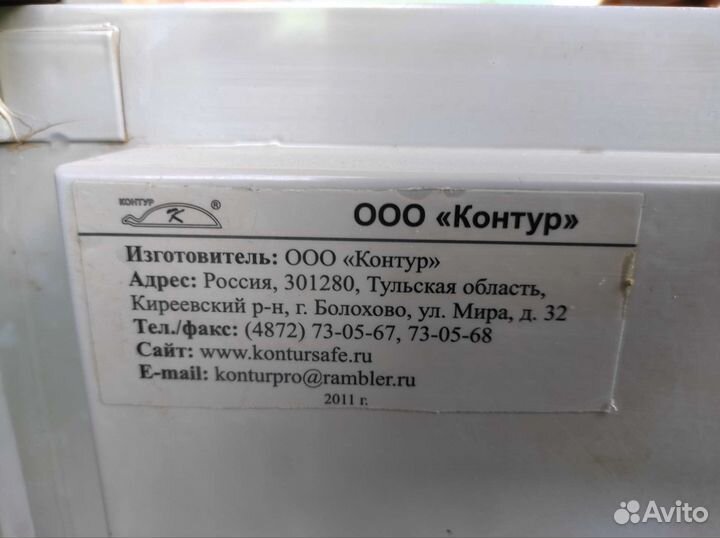 КОНТУР
K ®
ООО «Контур»
Изготовитель: ООО «Контур»
Адрес: Россия, 301280, Тульская область,
Киреевский р-н, г. Болохово, ул. Мира, д. 32
Тел./факс: (4872) 73-05-67, 73-05-68
Сайт: www.kontursafe.ru
E-mail: konturpro@rambler.ru
2011 г.
Avito